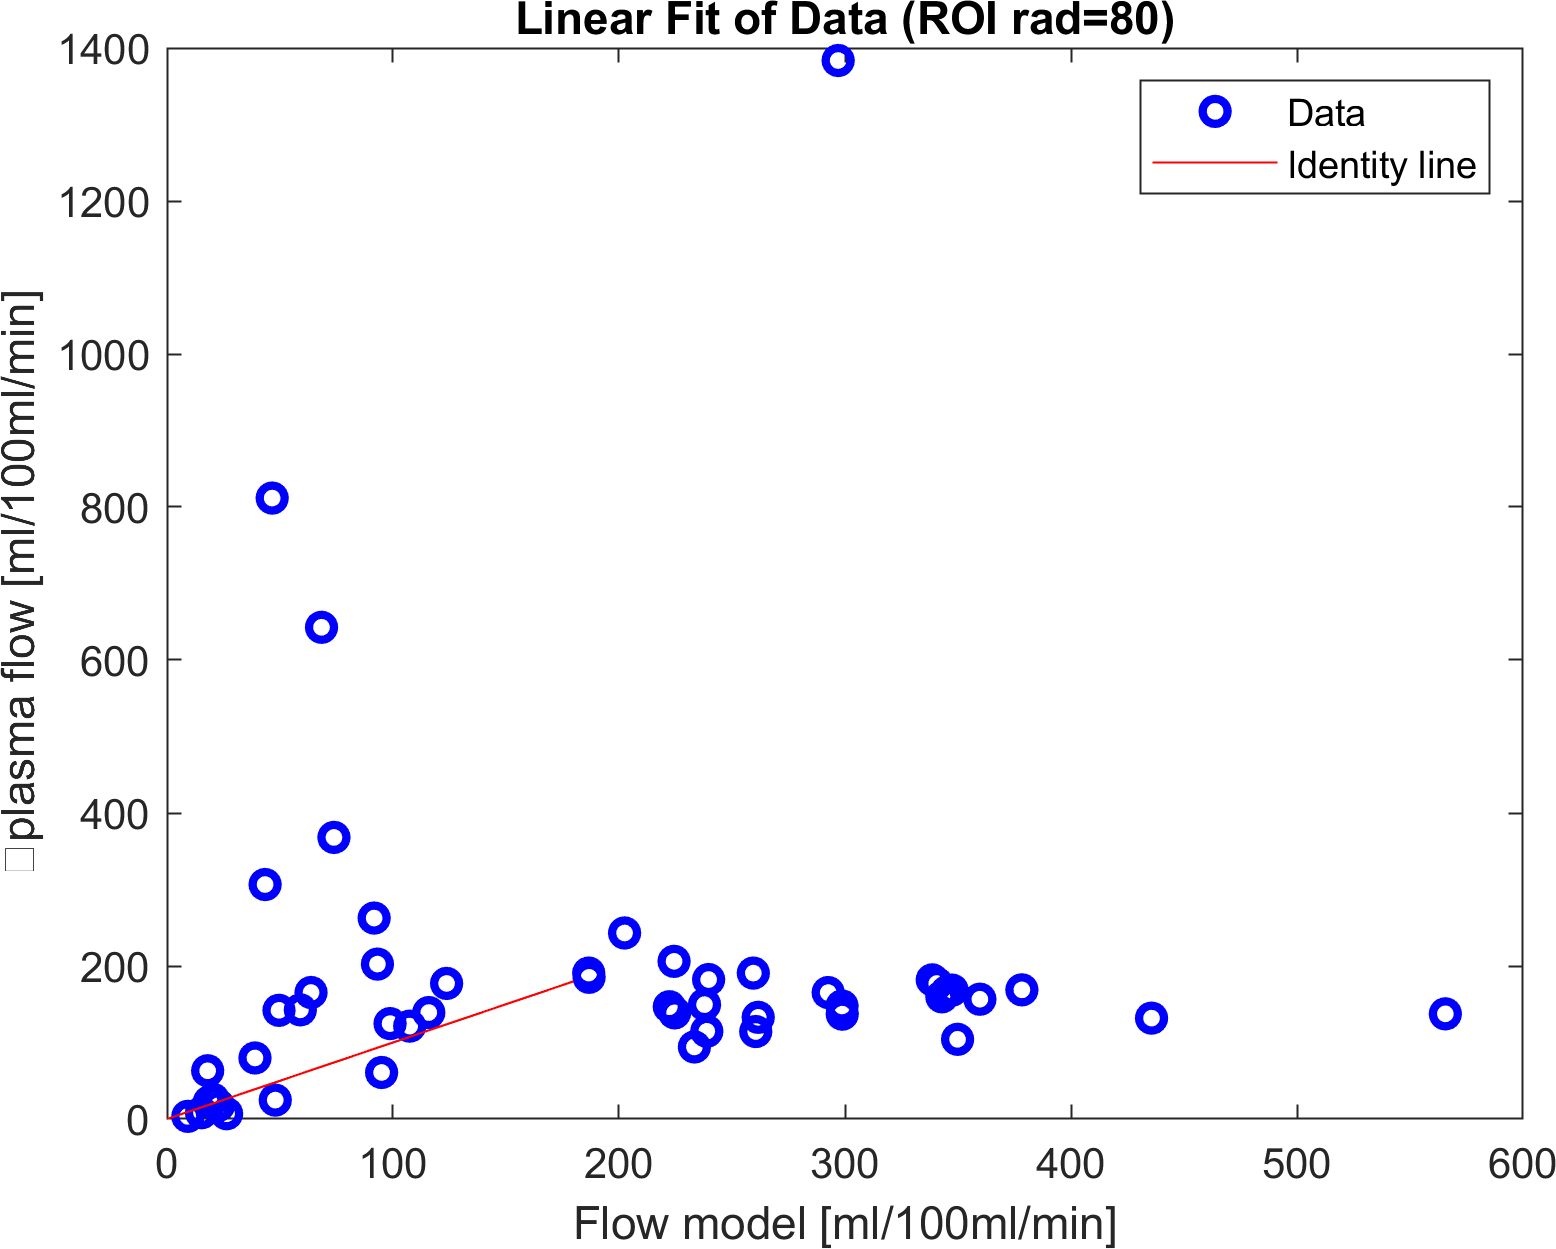 Linear Fit of Data (ROI rad=80)
1400
1200
1000
800
600
400
200
0
0 100 200 300 400 500 600
□plasma flow [ml/100ml/min]
Flow model [ml/100ml/min]
Data
Identity line